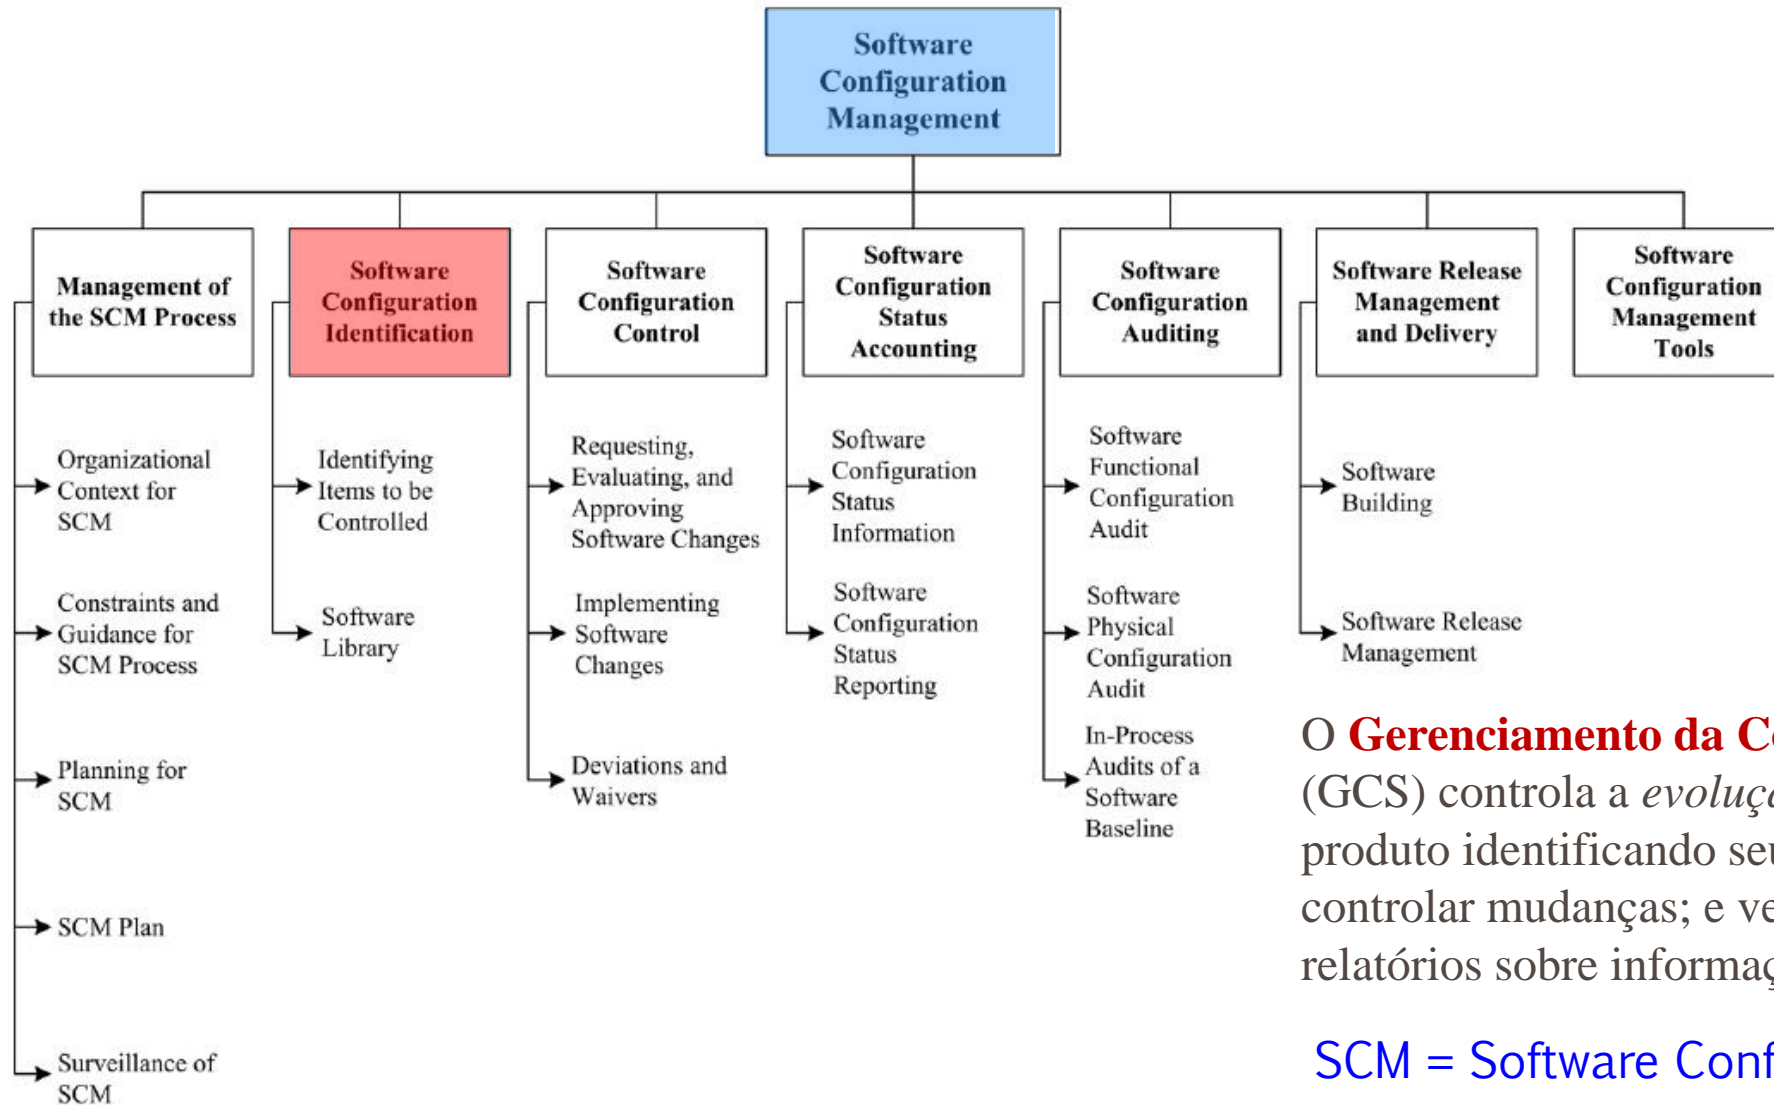 Software
Configuration
Management
Management of
the SCM Process
Organizational
Context for
SCM
Constraints and
Guidance for
SCM Process
Planning for
SCM
SCM Plan
Surveillance of
SCM
Software
Configuration
Identification
Identifying
Items to be
Controlled
Software
Library
Software
Configuration
Control
Requesting,
Evaluating, and
Approving
Software Changes
Implementing
Software
Changes
Deviations and
Waivers
Software
Configuration
Status
Accounting
Software
Configuration
Status
Information
Software
Configuration
Status
Reporting
Software
Configuration
Auditing
Software
Functional
Configuration
Audit
Software
Physical
Configuration
Audit
In-Process
Audits of a
Software
Baseline
Software Release
Management
and Delivery
Software
Building
Software Release
Management
Software
Configuration
Management
Tools
O Gerenciamento da
(GCS) controla a
produto identificando
controlar mudanças; e
relatórios sobre
SCM = Software